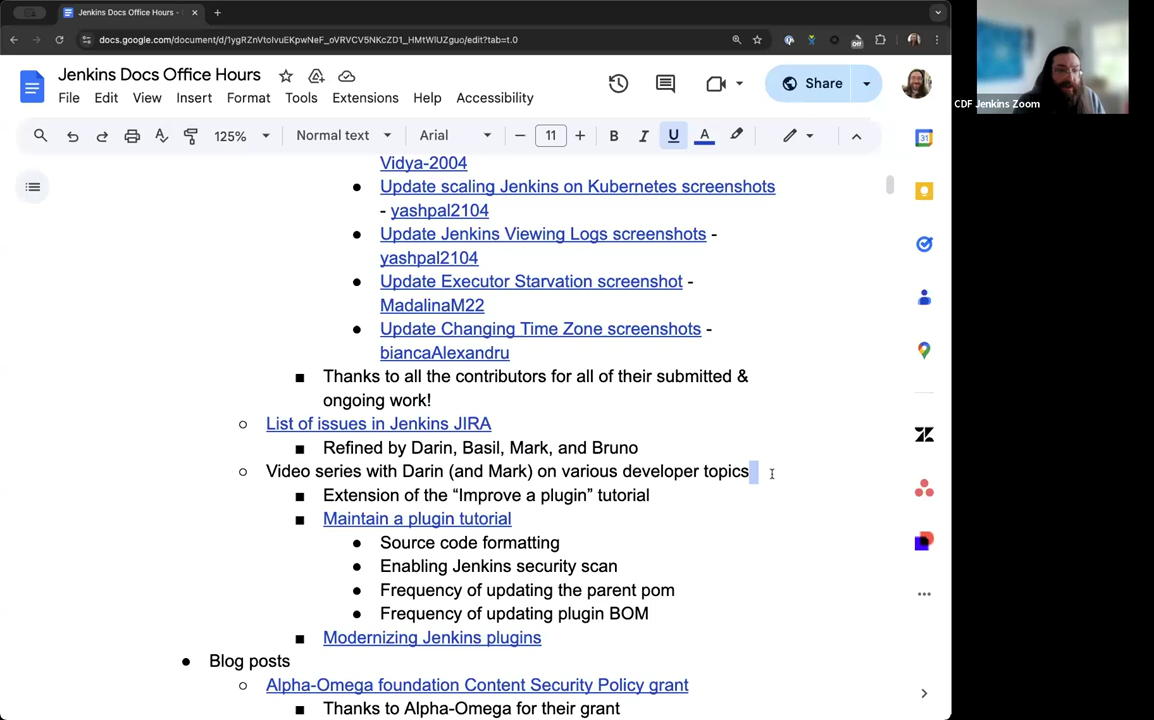 Jenkins Docs Office Hours -
docs.google.com/document/d/1ygRZnVtoIvuEKpwNeF_oVRVCV5NKcZD1_HMtWlUZguo/edit?tab=t.0
Off
Jenkins Docs Office Hours
Share
File Edit View Insert Format Tools Extensions Help Accessibility
125% Normal text Arial 11 B I U A
CDF Jenkins Zoom
31
Vidya-2004
Update scaling Jenkins on Kubernetes screenshots
- yashpal2104
Update Jenkins Viewing Logs screenshots -
yashpal2104
Update Executor Starvation screenshot -
MadalinaM22
Update Changing Time Zone screenshots -
biancaAlexandru
Thanks to all the contributors for all of their submitted &
ongoing work!
List of issues in Jenkins JIRA
Refined by Darin, Basil, Mark, and Bruno
Video series with Darin (and Mark) on various developer topics
Extension of the “Improve a plugin” tutorial
Maintain a plugin tutorial
Source code formatting
Enabling Jenkins security scan
Frequency of updating the parent pom
Frequency of updating plugin BOM
Modernizing Jenkins plugins
Blog posts
Alpha-Omega foundation Content Security Policy grant
Thanks to Alpha-Omega for their grant